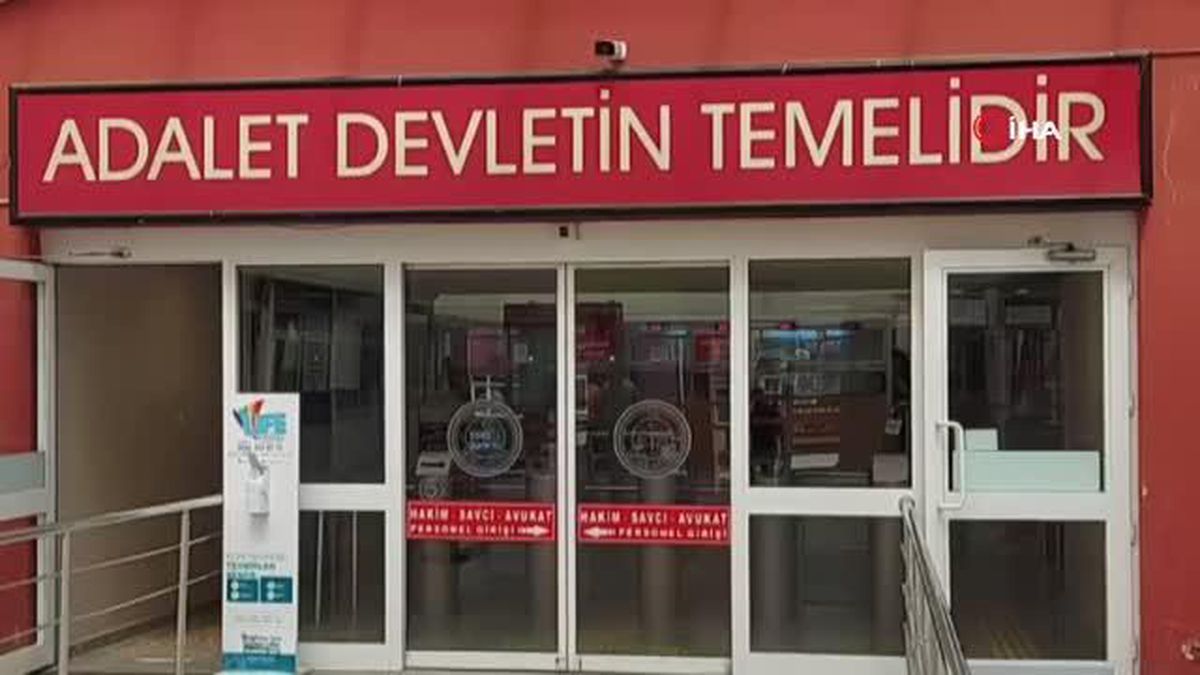 ADALET DEVLETİN TEMELİDİR
İHA
HAKİM SAVCI AVUKAT
PERSONEL GİRİŞİ
HAKİM SAVCI AVUKAT
PERSONEL GİRİŞİ